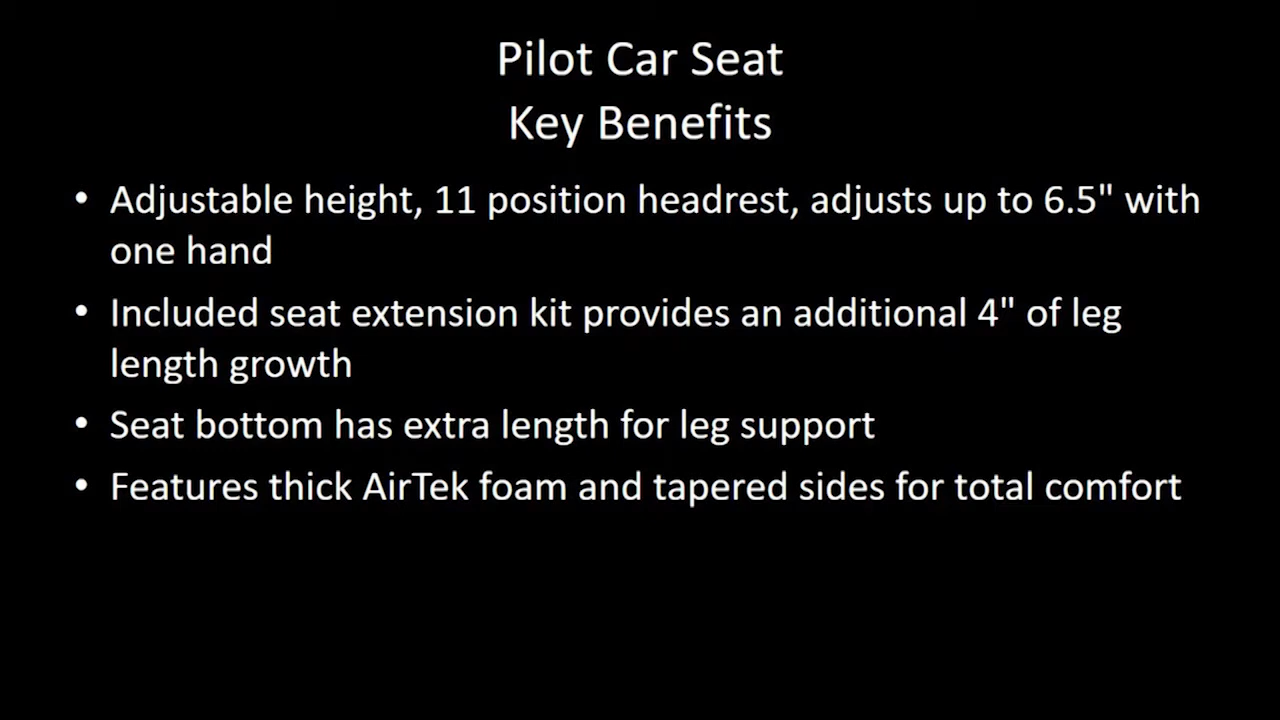 Pilot Car Seat
Key Benefits
• Adjustable height, 11 position headrest, adjusts up to 6.5" with
one hand
• Included seat extension kit provides an additional 4" of leg
length growth
• Seat bottom has extra length for leg support
• Features thick AirTek foam and tapered sides for total comfort